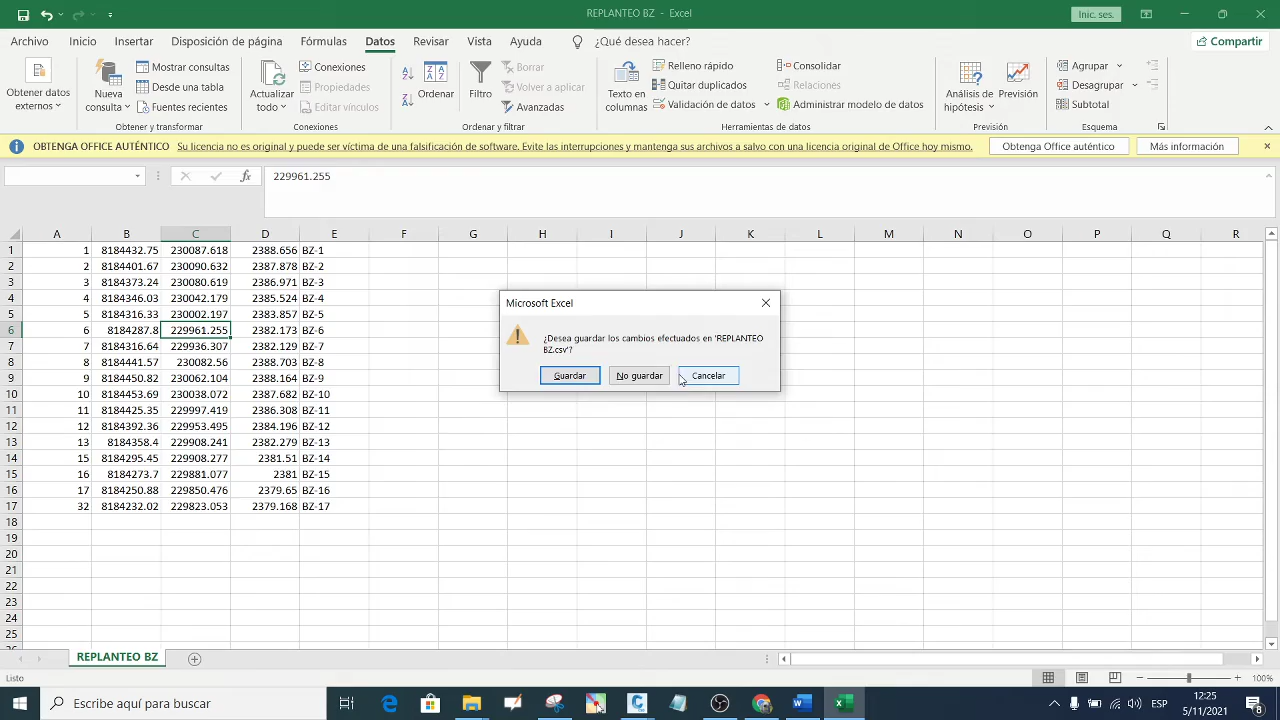 REPLANTEO BZ - Excel
Inic. ses.
Archivo Inicio Insertar Disposición de página Fórmulas Datos Revisar Vista Ayuda ¿Qué desea hacer? Compartir
Obtener datos externos
Nueva consulta
Mostrar consultas
Desde una tabla
Fuentes recientes
Obtener y transformar
Actualizar todo
Conexiones
Propiedades
Editar vínculos
Conexiones
Ordenar
Filtro
Borrar
Volver a aplicar
Avanzadas
Ordenar y filtrar
Texto en columnas
Relleno rápido
Quitar duplicados
Validación de datos
Consolidar
Relaciones
Administrar modelo de datos
Herramientas de datos
Análisis de hipótesis
Previsión
Previsión
Agrupar
Desagrupar
Subtotal
Esquema
OBTENGA OFFICE AUTÉNTICO Su licencia no es original y puede ser víctima de una falsificación de software. Evite las interrupciones y mantenga sus archivos a salvo con una licencia original de Office hoy mismo. Obtenga Office auténtico Más información
fx 229961.255
A B C D E F G H I J K L M N O P Q R
1 1 8184432.75 230087.618 2388.656 BZ-1
2 2 8184401.67 230090.632 2387.878 BZ-2
3 3 8184373.24 230080.619 2386.971 BZ-3
4 4 8184346.03 230042.179 2385.524 BZ-4
5 5 8184316.33 230002.197 2383.857 BZ-5
6 6 8184287.8 229961.255 2382.173 BZ-6
7 7 8184316.64 229936.307 2382.129 BZ-7
8 8 8184441.57 230082.56 2388.703 BZ-8
9 9 8184450.82 230062.104 2388.164 BZ-9
10 10 8184453.69 230038.072 2387.682 BZ-10
11 11 8184425.35 229997.419 2386.308 BZ-11
12 12 8184392.36 229953.495 2384.196 BZ-12
13 13 8184358.4 229908.241 2382.279 BZ-13
14 15 8184295.45 229908.277 2381.51 BZ-14
15 16 8184273.7 229881.077 2381 BZ-15
16 17 8184250.88 229850.476 2379.65 BZ-16
17 32 8184232.02 229823.053 2379.168 BZ-17
18
19
20
21
22
23
24
25
Microsoft Excel
¿Desea guardar los cambios efectuados en 'REPLANTEO
BZ.csv'?
Guardar No guardar Cancelar
REPLANTEO BZ
Listo
100%
Escribe aquí para buscar
ESP
12:25
5/11/2021
8